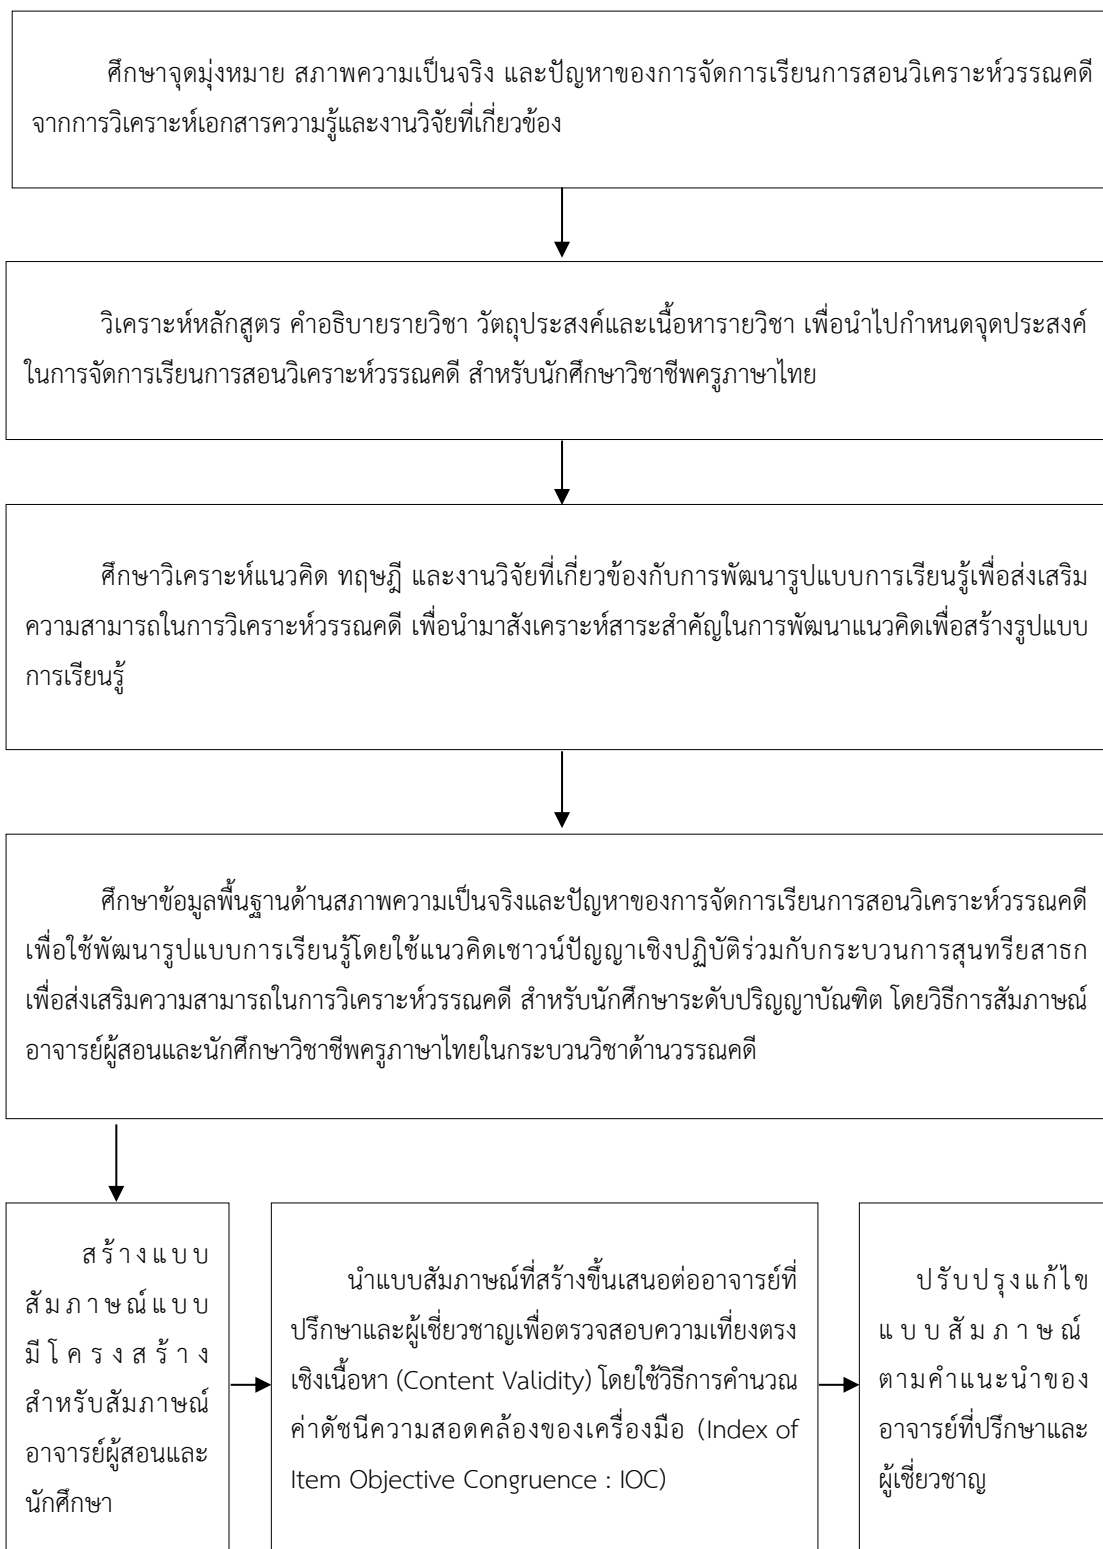 ศึกษาจุดมุ่งหมาย สภาพความเป็นจริง และปัญหาของการจัดการเรียนการสอนวิเคราะห์วรรณคดี
จากการวิเคราะห์เอกสารความรู้และงานวิจัยที่เกี่ยวข้อง
วิเคราะห์หลักสูตร คำอธิบายรายวิชา วัตถุประสงค์และเนื้อหารายวิชา เพื่อนำไปกำหนดจุดประสงค์
ในการจัดการเรียนการสอนวิเคราะห์วรรณคดี สำหรับนักศึกษาวิชาชีพครูภาษาไทย
ศึกษาวิเคราะห์แนวคิด ทฤษฎี และงานวิจัยที่เกี่ยวข้องกับการพัฒนารูปแบบการเรียนรู้เพื่อส่งเสริม
ความสามารถในการวิเคราะห์วรรณคดี เพื่อนำมาสังเคราะห์สาระสำคัญในการพัฒนาแนวคิดเพื่อสร้างรูปแบบ
การเรียนรู้
ศึกษาข้อมูลพื้นฐานด้านสภาพความเป็นจริงและปัญหาของการจัดการเรียนการสอนวิเคราะห์วรรณคดี
เพื่อใช้พัฒนารูปแบบการเรียนรู้โดยใช้แนวคิดเชาวน์ปัญญาเชิงปฏิบัติร่วมกับกระบวนการสุนทรียสาธก
เพื่อส่งเสริมความสามารถในการวิเคราะห์วรรณคดี สำหรับนักศึกษาระดับปริญญาบัณฑิต โดยวิธีการสัมภาษณ์
อาจารย์ผู้สอนและนักศึกษาวิชาชีพครูภาษาไทยในกระบวนวิชาด้านวรรณคดี
สร้างแบบ
สัมภาษณ์แบบ
มีโครงสร้าง
สำหรับสัมภาษณ์
อาจารย์ผู้สอนและ
นักศึกษา
นำแบบสัมภาษณ์ที่สร้างขึ้นเสนอต่ออาจารย์ที่
ปรึกษาและผู้เชี่ยวชาญเพื่อตรวจสอบความเที่ยงตรง
เชิงเนื้อหา (Content Validity) โดยใช้วิธีการคำนวณ
ค่าดัชนีความสอดคล้องของเครื่องมือ (Index of
Item Objective Congruence : IOC)
ปรับปรุงแก้ไข
แบบสัมภาษณ์
ตามคำแนะนำของ
อาจารย์ที่ปรึกษาและ
ผู้เชี่ยวชาญ